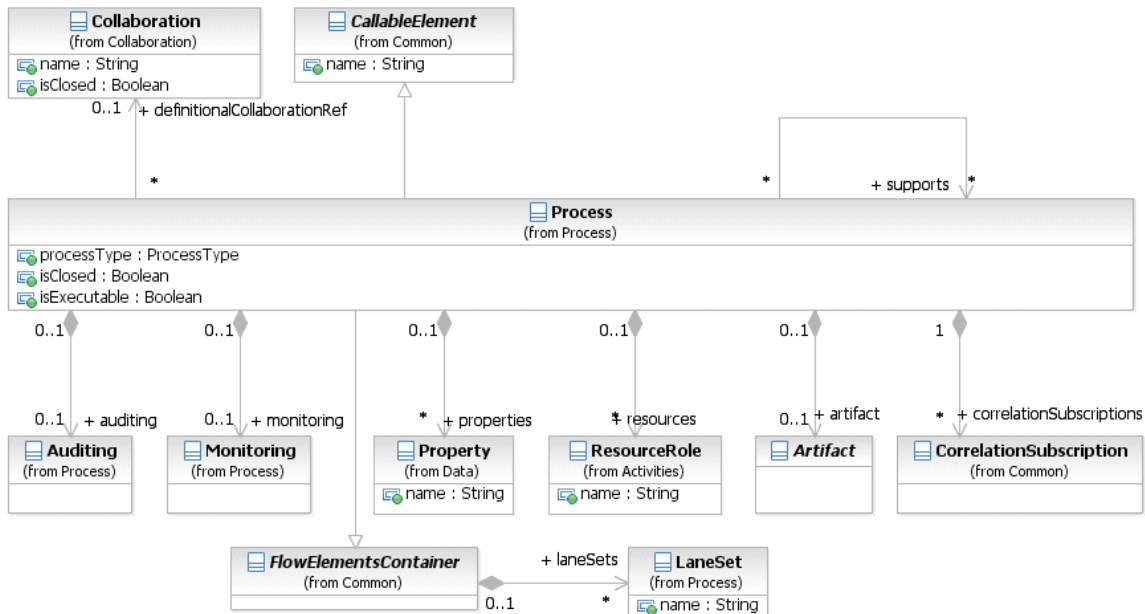 Collaboration
(from Collaboration)
name : String
isClosed : Boolean
CallableElement
(from Common)
name : String
0..1
+ definitionalCollaborationRef
*
*
+ supports
*
Process
(from Process)
processType : ProcessType
isClosed : Boolean
isExecutable : Boolean
0..1
0..1
0..1
0..1
0..1
1
0..1
+ auditing
0..1
+ monitoring
*
+ properties
*
+ resources
0..1
+ artifact
*
+ correlationSubscriptions
Auditing
(from Process)
Monitoring
(from Process)
Property
(from Data)
name : String
ResourceRole
(from Activities)
name : String
Artifact
CorrelationSubscription
(from Common)
FlowElementsContainer
(from Common)
0..1
+ laneSets
*
LaneSet
(from Process)
name : String